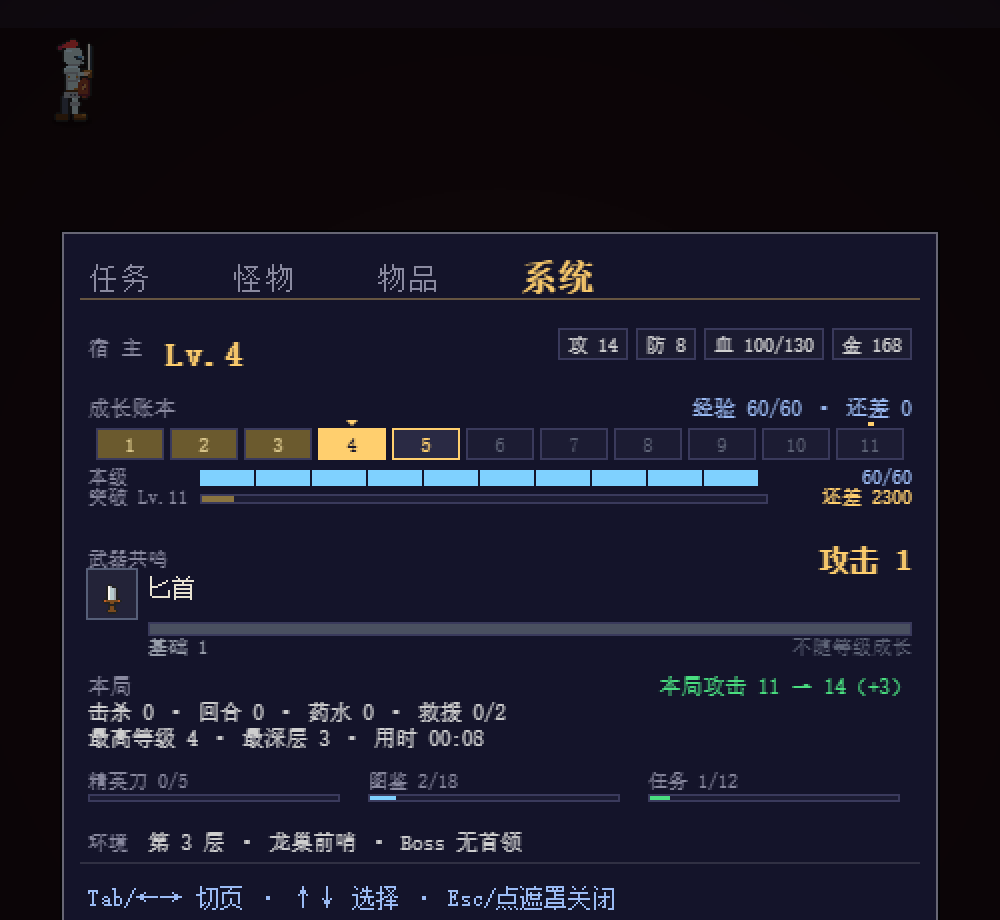 任务 怪物 物品 系统
宿 主 Lv.4 攻 14 防 8 血 100/130 金 168
成长账本 经验 60/60 · 还差 0
1 2 3 4 5 6 7 8 9 10 11
本级 60/60
突破 Lv.11 还差 2300
武器共鸣 攻击 1
匕首
基础 1 不随等级成长
本局 本局攻击 11 → 14 (+3)
击杀 0 · 回合 0 · 药水 0 · 救援 0/2
最高等级 4 · 最深层 3 · 用时 00:08
精英刀 0/5 图鉴 2/18 任务 1/12
环境 第 3 层 · 龙巢前哨 · Boss 无首领
Tab/←→ 切页 · ↑↓ 选择 · Esc/点遮罩关闭